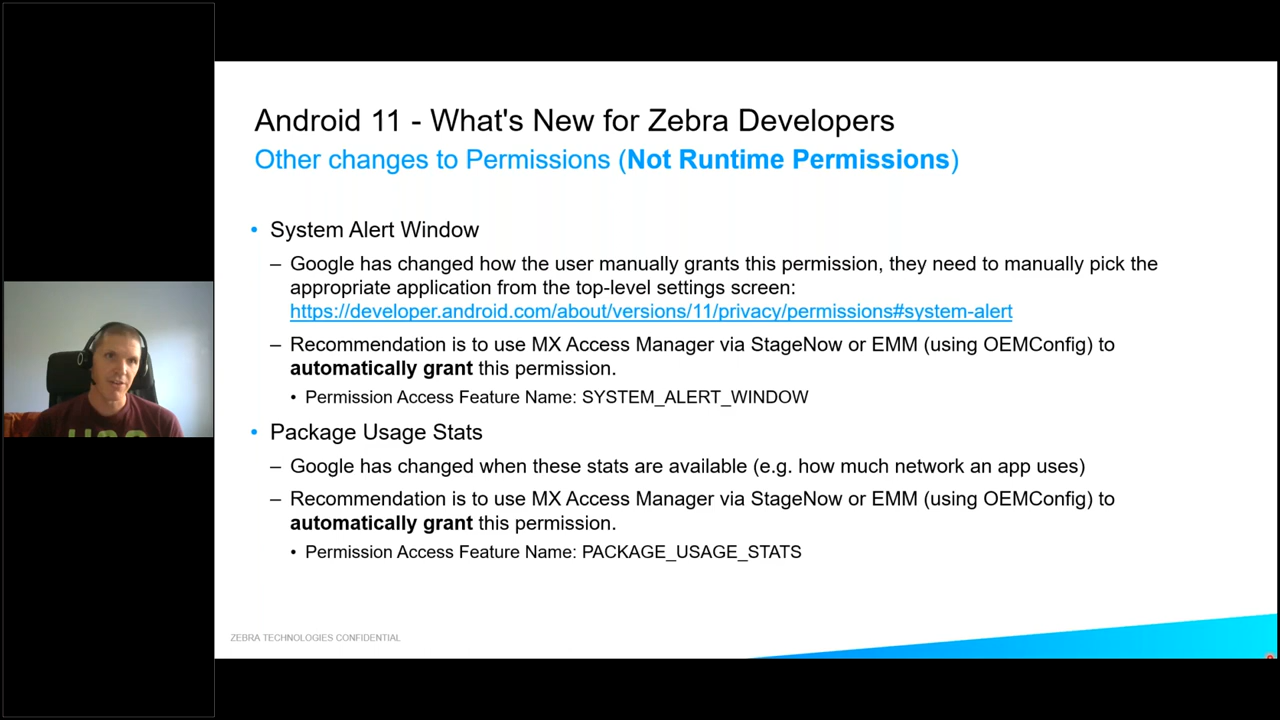 Android 11 - What's New for Zebra Developers
Other changes to Permissions (Not Runtime Permissions)
• System Alert Window
– Google has changed how the user manually grants this permission, they need to manually pick the
appropriate application from the top-level settings screen:
https://developer.android.com/about/versions/11/privacy/permissions#system-alert
– Recommendation is to use MX Access Manager via StageNow or EMM (using OEMConfig) to
automatically grant this permission.
• Permission Access Feature Name: SYSTEM_ALERT_WINDOW
• Package Usage Stats
– Google has changed when these stats are available (e.g. how much network an app uses)
– Recommendation is to use MX Access Manager via StageNow or EMM (using OEMConfig) to
automatically grant this permission.
• Permission Access Feature Name: PACKAGE_USAGE_STATS
ZEBRA TECHNOLOGIES CONFIDENTIAL